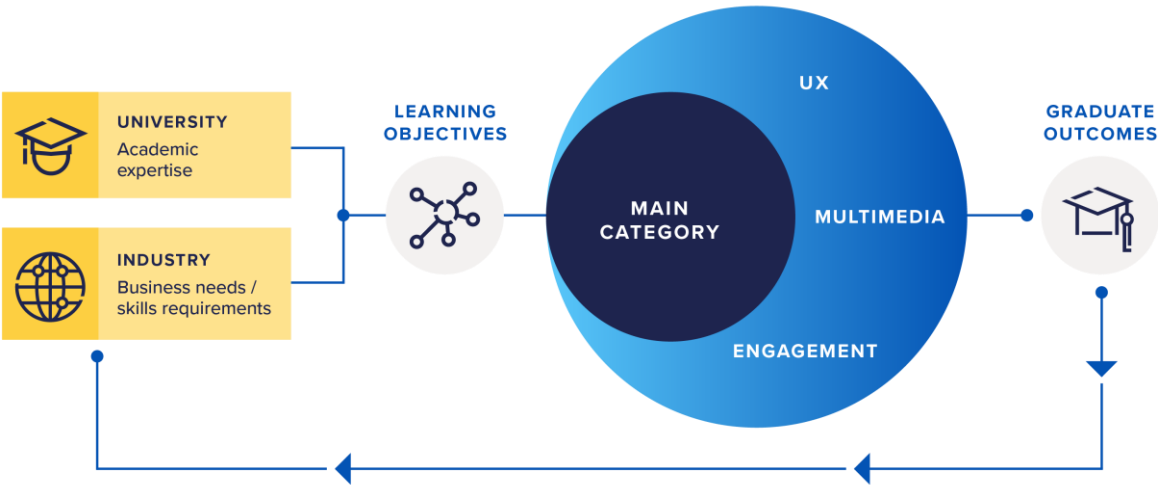 UNIVERSITY
Academic
expertise
INDUSTRY
Business needs /
skills requirements
LEARNING
OBJECTIVES
UX
MAIN
CATEGORY
MULTIMEDIA
ENGAGEMENT
GRADUATE
OUTCOMES